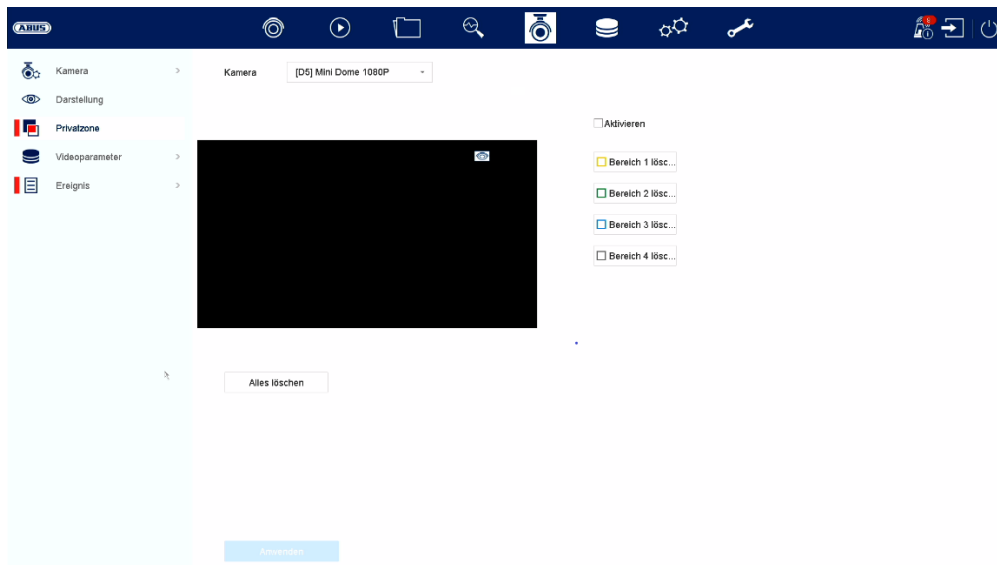 ABUS
Kamera
Darstellung
Privatzone
Videoparameter
Ereignis
Kamera [D5] Mini Dome 1080P
Aktivieren
Bereich 1 lösc...
Bereich 2 lösc...
Bereich 3 lösc...
Bereich 4 lösc...
Alles löschen
Anwenden